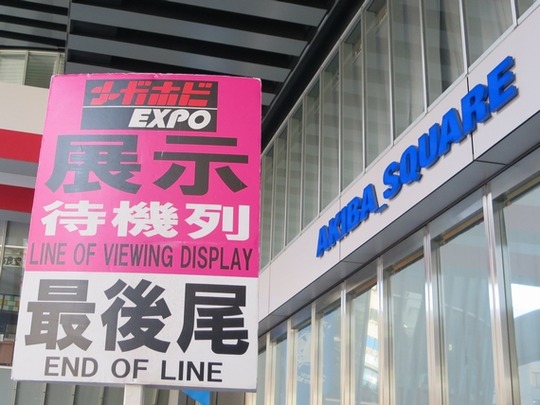 メガホビ
EXPO
展示
待機列
LINE OF VIEWING DISPLAY
最後尾
END OF LINE
AKIBA_SQUARE